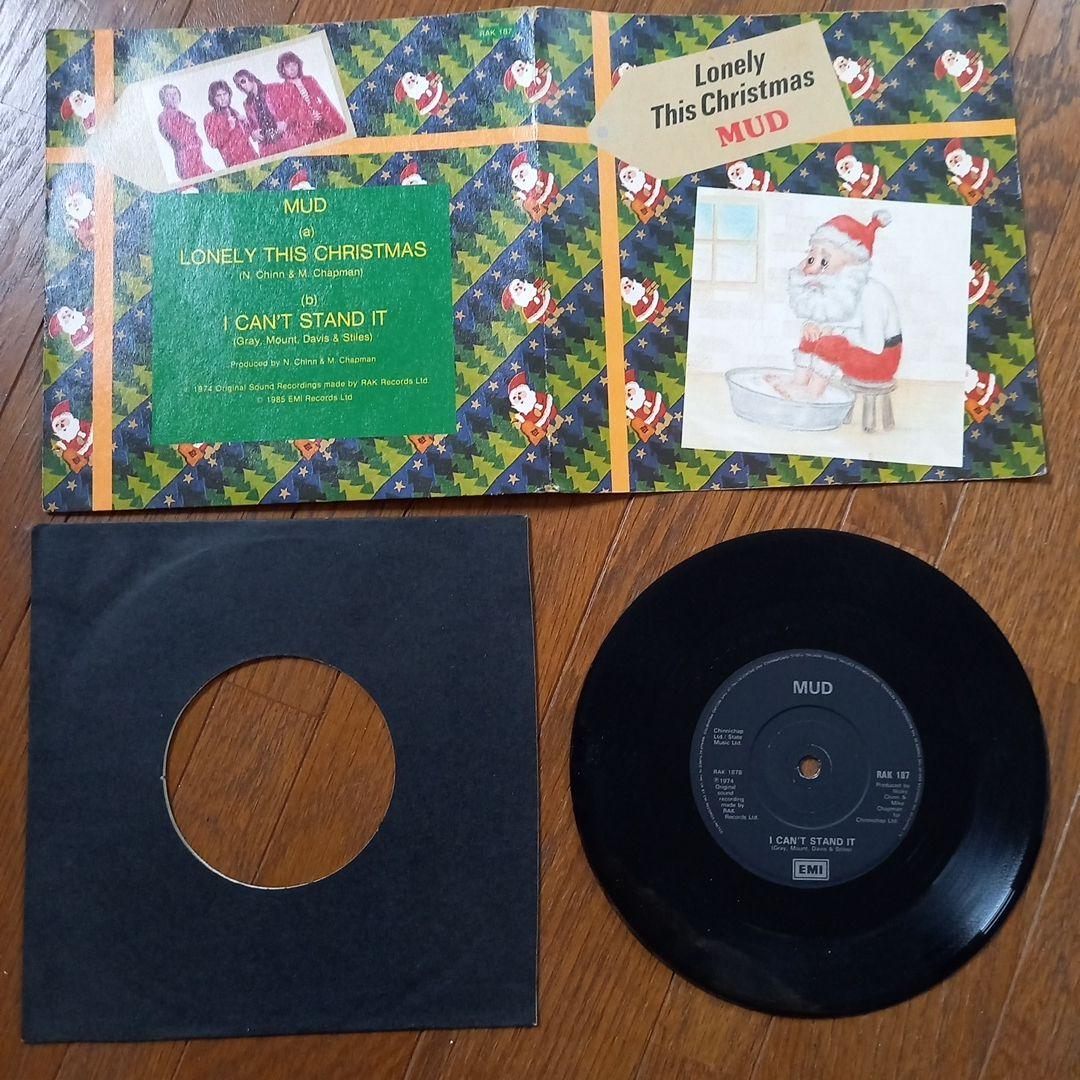 RAK 187
MUD
(a)
LONELY THIS CHRISTMAS
(N. Chinn & M. Chapman)
(b)
I CAN'T STAND IT
(Gray, Mount, Davis & Stiles)
Produced by N. Chinn & M. Chapman
1974 Original Sound Recordings made by RAK Records Ltd
© 1985 EMI Records Ltd
Lonely
This Christmas
MUD
MUD
Chinnichap
Ltd./ State
Music Ltd.
RAK 187B
℗1974
Original
sound
recording
made by
RAK
Records Ltd.
RAK 187
Produced by
Nicky
Chinn &
Mike
Chapman
for
Chinnichap Ltd.
I CAN'T STAND IT
(Gray, Mount, Davis & Stiles)
EMI